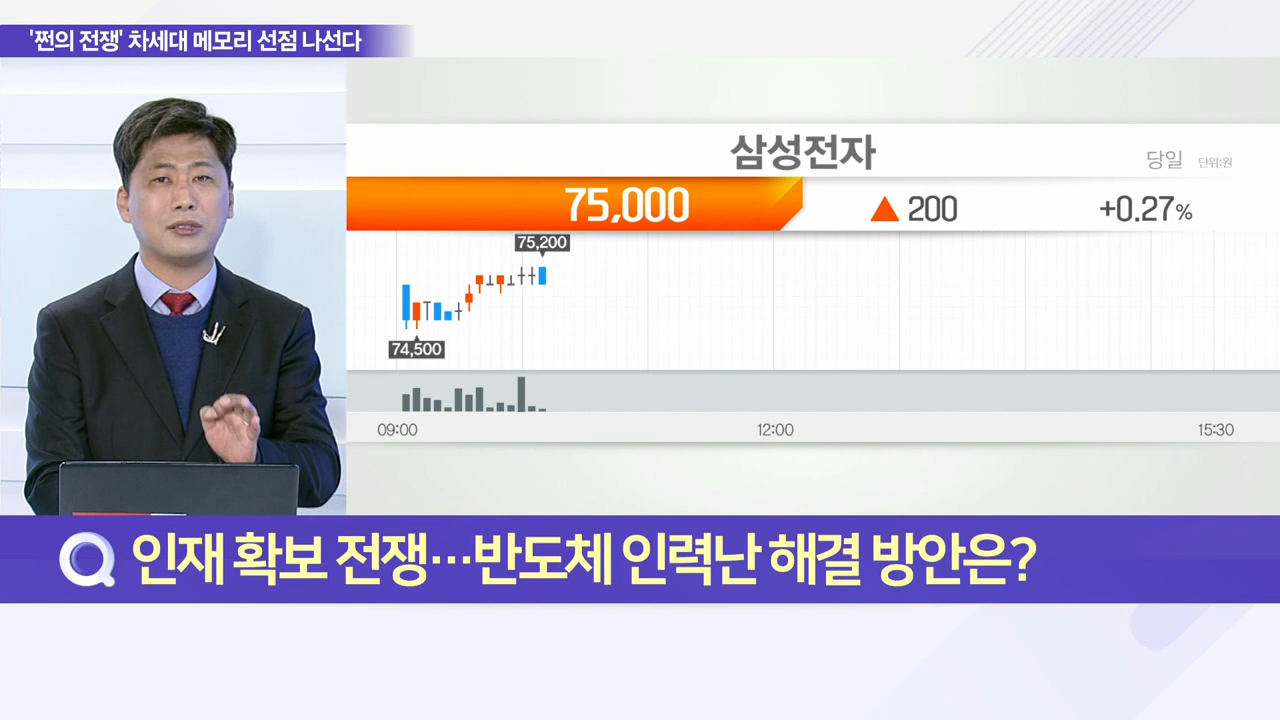 '쩐의 전쟁' 차세대 메모리 선점 나선다
삼성전자
당일 단위:원
75,000 ▲ 200 +0.27%
75,200
74,500
09:00 12:00 15:30
Q 인재 확보 전쟁…반도체 인력난 해결 방안은?